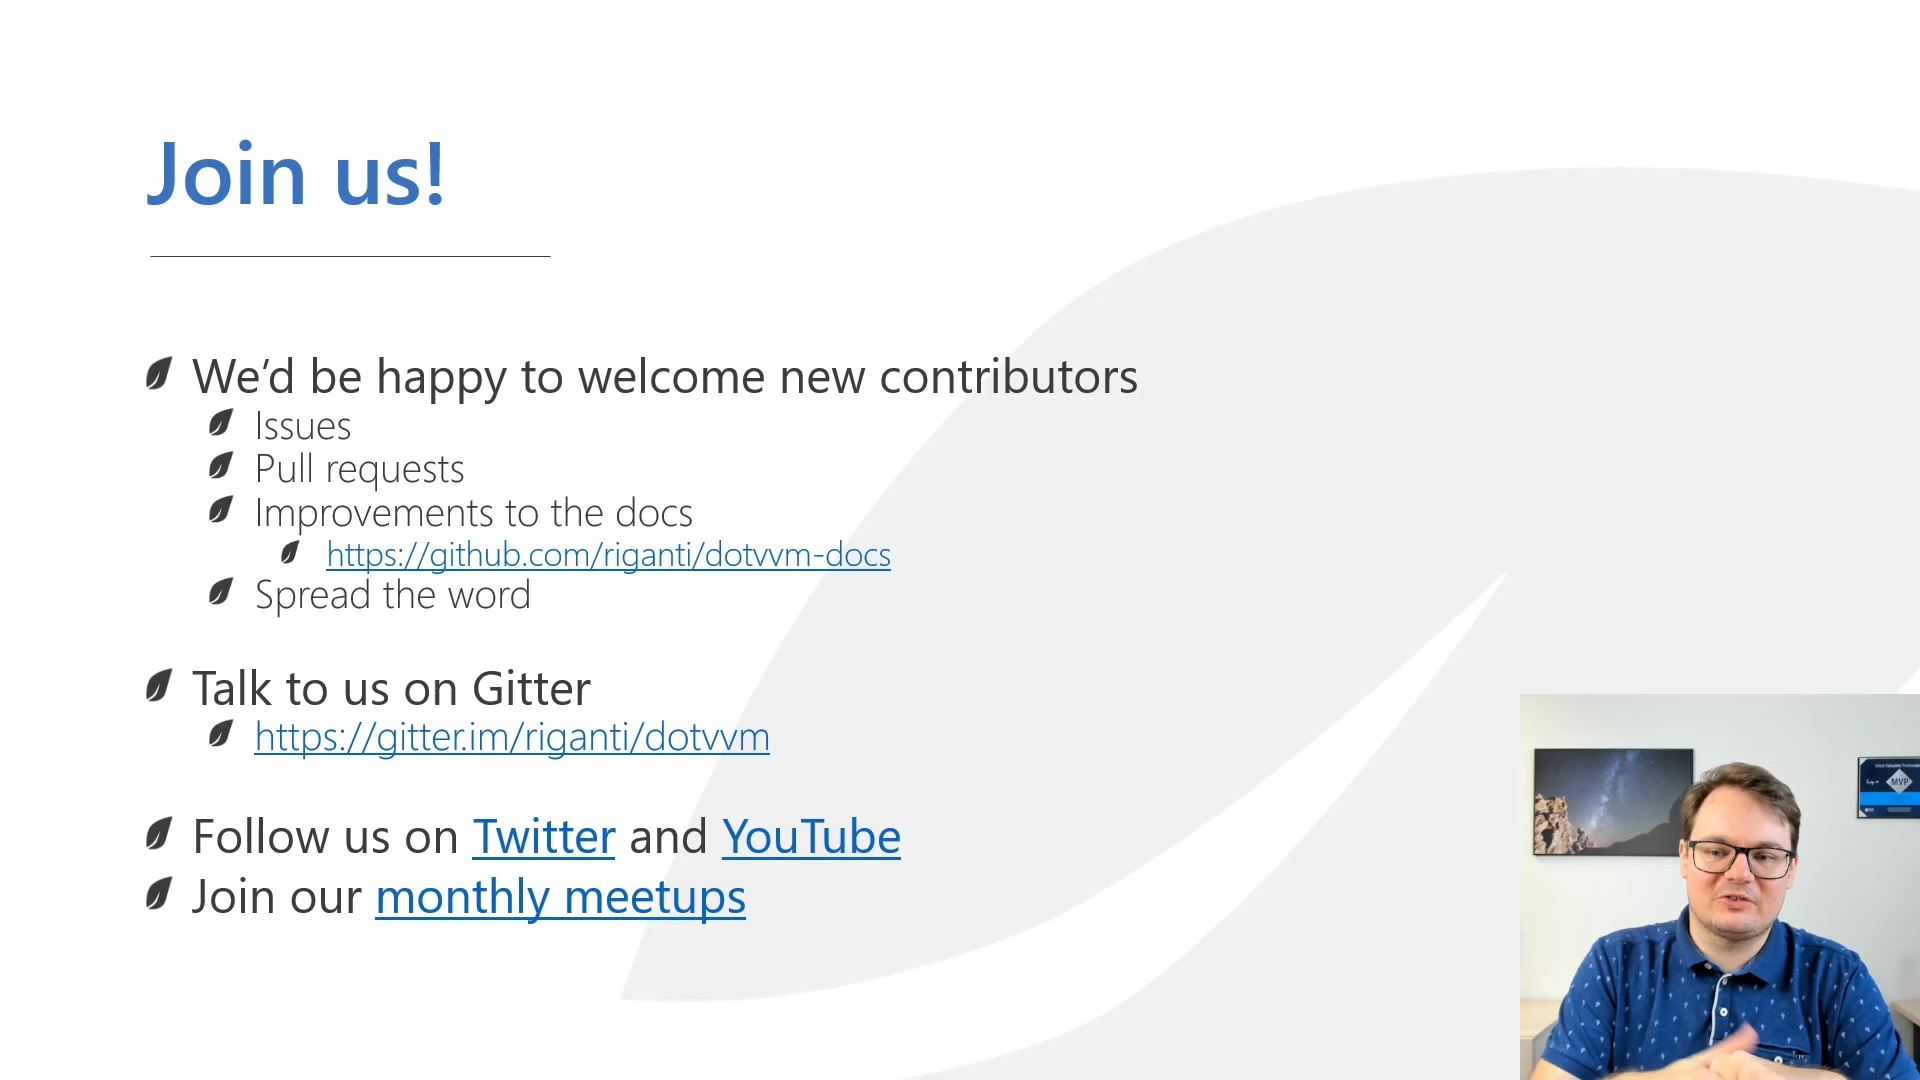 Join us!
We’d be happy to welcome new contributors
Issues
Pull requests
Improvements to the docs
https://github.com/riganti/dotvvm-docs
Spread the word
Talk to us on Gitter
https://gitter.im/riganti/dotvvm
Follow us on Twitter and YouTube
Join our monthly meetups
MVP